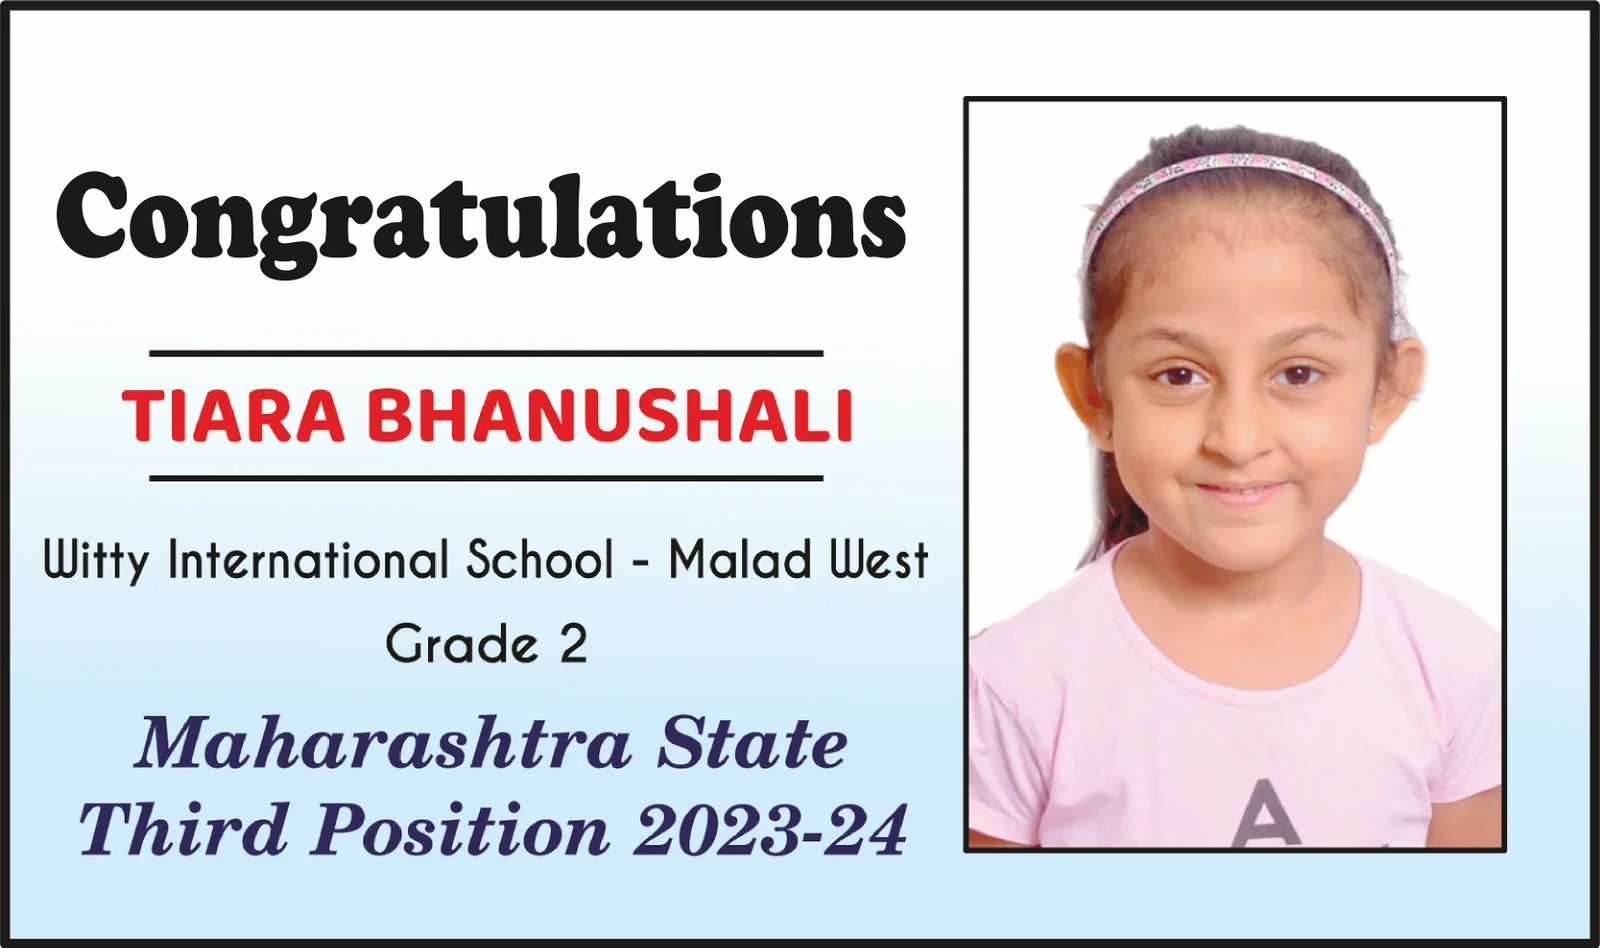 Congratulations
TIARA BHANUSHALI
Witty International School - Malad West
Grade 2
Maharashtra State
Third Position 2023-24
A